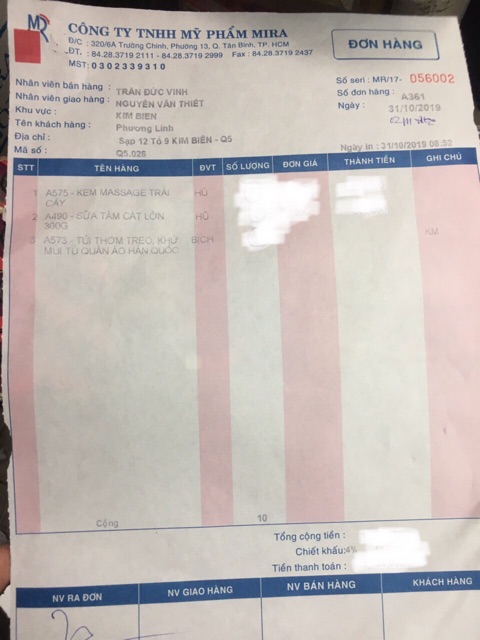 MR
CÔNG TY TNHH MỸ PHẨM MIRA
Đ/C : 320/6A Trường Chinh, Phường 13, Q. Tân Bình, TP. HCM
ĐT. : 84.28.3719 2111 - 84.28.3719 2999 Fax : 84.28.3719 2437
MST: 0302339310
ĐƠN HÀNG
Số seri : MR/17- 056002
Số đơn hàng : A361
Ngày : 31/10/2019
Nhân viên bán hàng : TRẦN ĐỨC VINH
Nhân viên giao hàng : NGUYỄN VĂN THIẾT
Khu vực : KIM BIEN
Tên khách hàng : Phương Linh
Địa chỉ : Sạp 12 Tổ 9 KIM BIÊN - Q5
Mã số : Q5.026
Ngày in : 31/10/2019 08:32
STT TÊN HÀNG ĐVT SỐ LƯỢNG ĐƠN GIÁ THÀNH TIỀN GHI CHÚ
1 A575 - KEM MASSAGE TRÁI CÂY HŨ
2 A490 - SỮA TẮM CÁT LỚN 300G HŨ
3 A573 - TÚI THƠM TREO, KHỬ MÙI TỦ QUẦN ÁO HÀN QUỐC BỊCH KM
Cộng 10
Tổng cộng tiền :
Chiết khấu:4%
Tiền thanh toán :
NV RA ĐƠN NV GIAO HÀNG NV BÁN HÀNG KHÁCH HÀNG